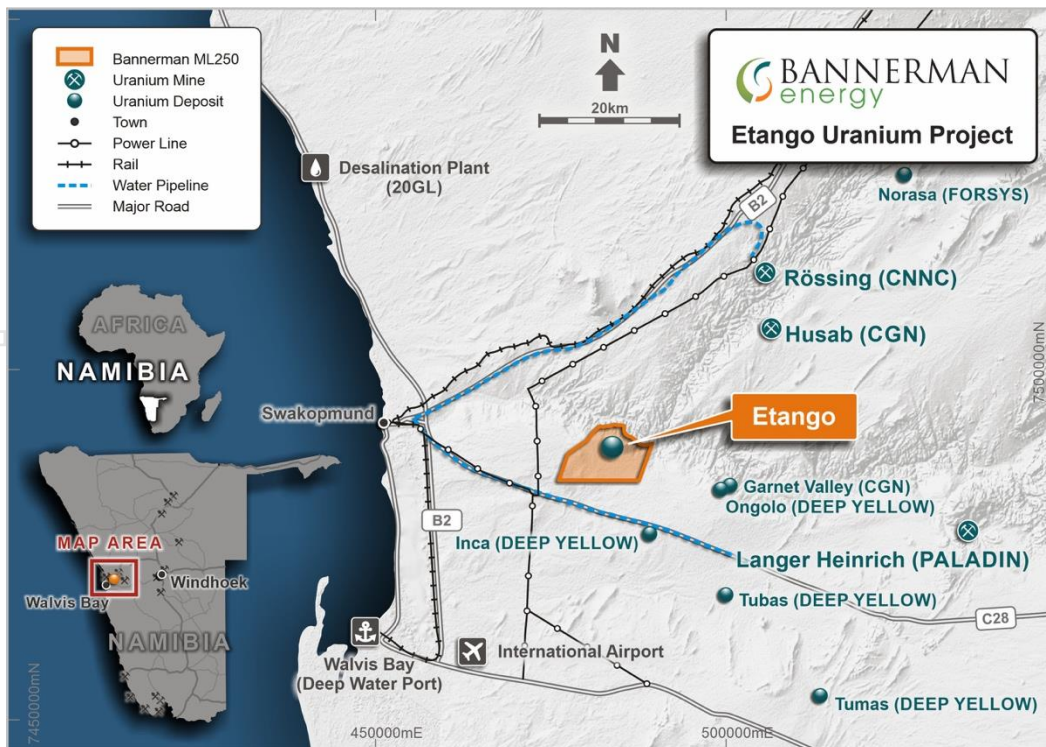 Bannerman ML250
Uranium Mine
Uranium Deposit
Town
Power Line
Rail
Water Pipeline
Major Road
N
20km
BANNERMAN
energy
Etango Uranium Project
Desalination Plant
(20GL)
B2
Norasa (FORSYS)
Rössing (CNNC)
Husab (CGN)
7500000mN
AFRICA
NAMIBIA
Swakopmund
Etango
Garnet Valley (CGN)
Ongolo (DEEP YELLOW)
B2
Inca (DEEP YELLOW)
Langer Heinrich (PALADIN)
MAP AREA
Windhoek
Walvis Bay
NAMIBIA
Tubas (DEEP YELLOW)
C28
Walvis Bay
(Deep Water Port)
International Airport
Tumas (DEEP YELLOW)
7450000mN
450000mE
500000mE